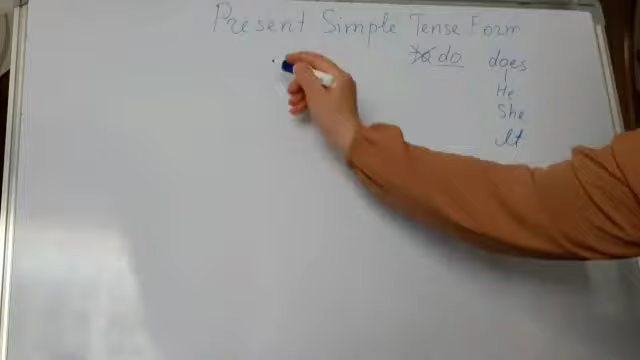 Present Simple Tense Form
to do does
He
She
It